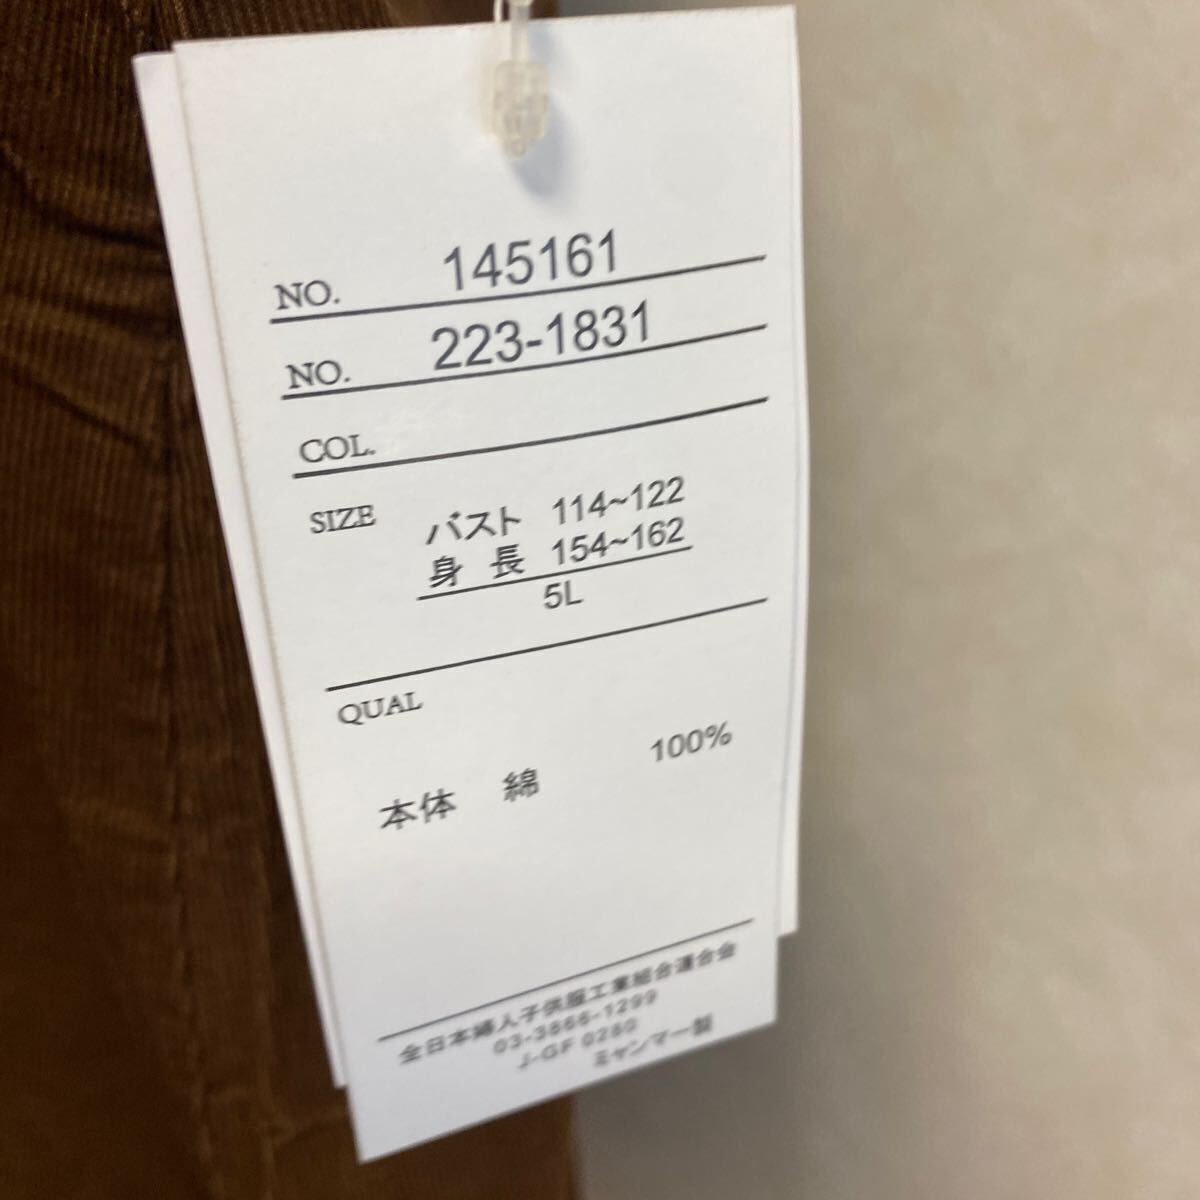 NO. 145161
NO. 223-1831
COL.
SIZE バスト 114~122
身 長 154~162
5L
QUAL
本体 綿 100%
全日本婦人子供服工業組合連合会
03-3866-1299
J-GF 0280
ミャンマー製